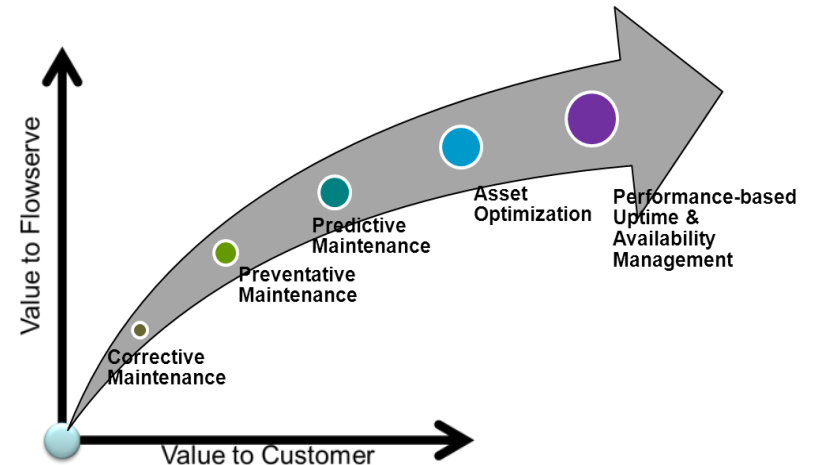 Value to Flowserve
Performance-based
Uptime &
Availability
Management
Asset
Optimization
Predictive
Maintenance
Preventative
Maintenance
Corrective
Maintenance
Value to Customer